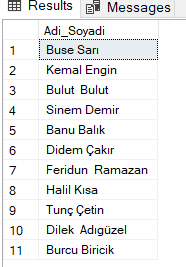 Results Messages
Adi_Soyadi
1 Buse Sarı
2 Kemal Engin
3 Bulut Bulut
4 Sinem Demir
5 Banu Balık
6 Didem Çakır
7 Feridun Ramazan
8 Halil Kısa
9 Tunç Çetin
10 Dilek Adıgüzel
11 Burcu Biricik